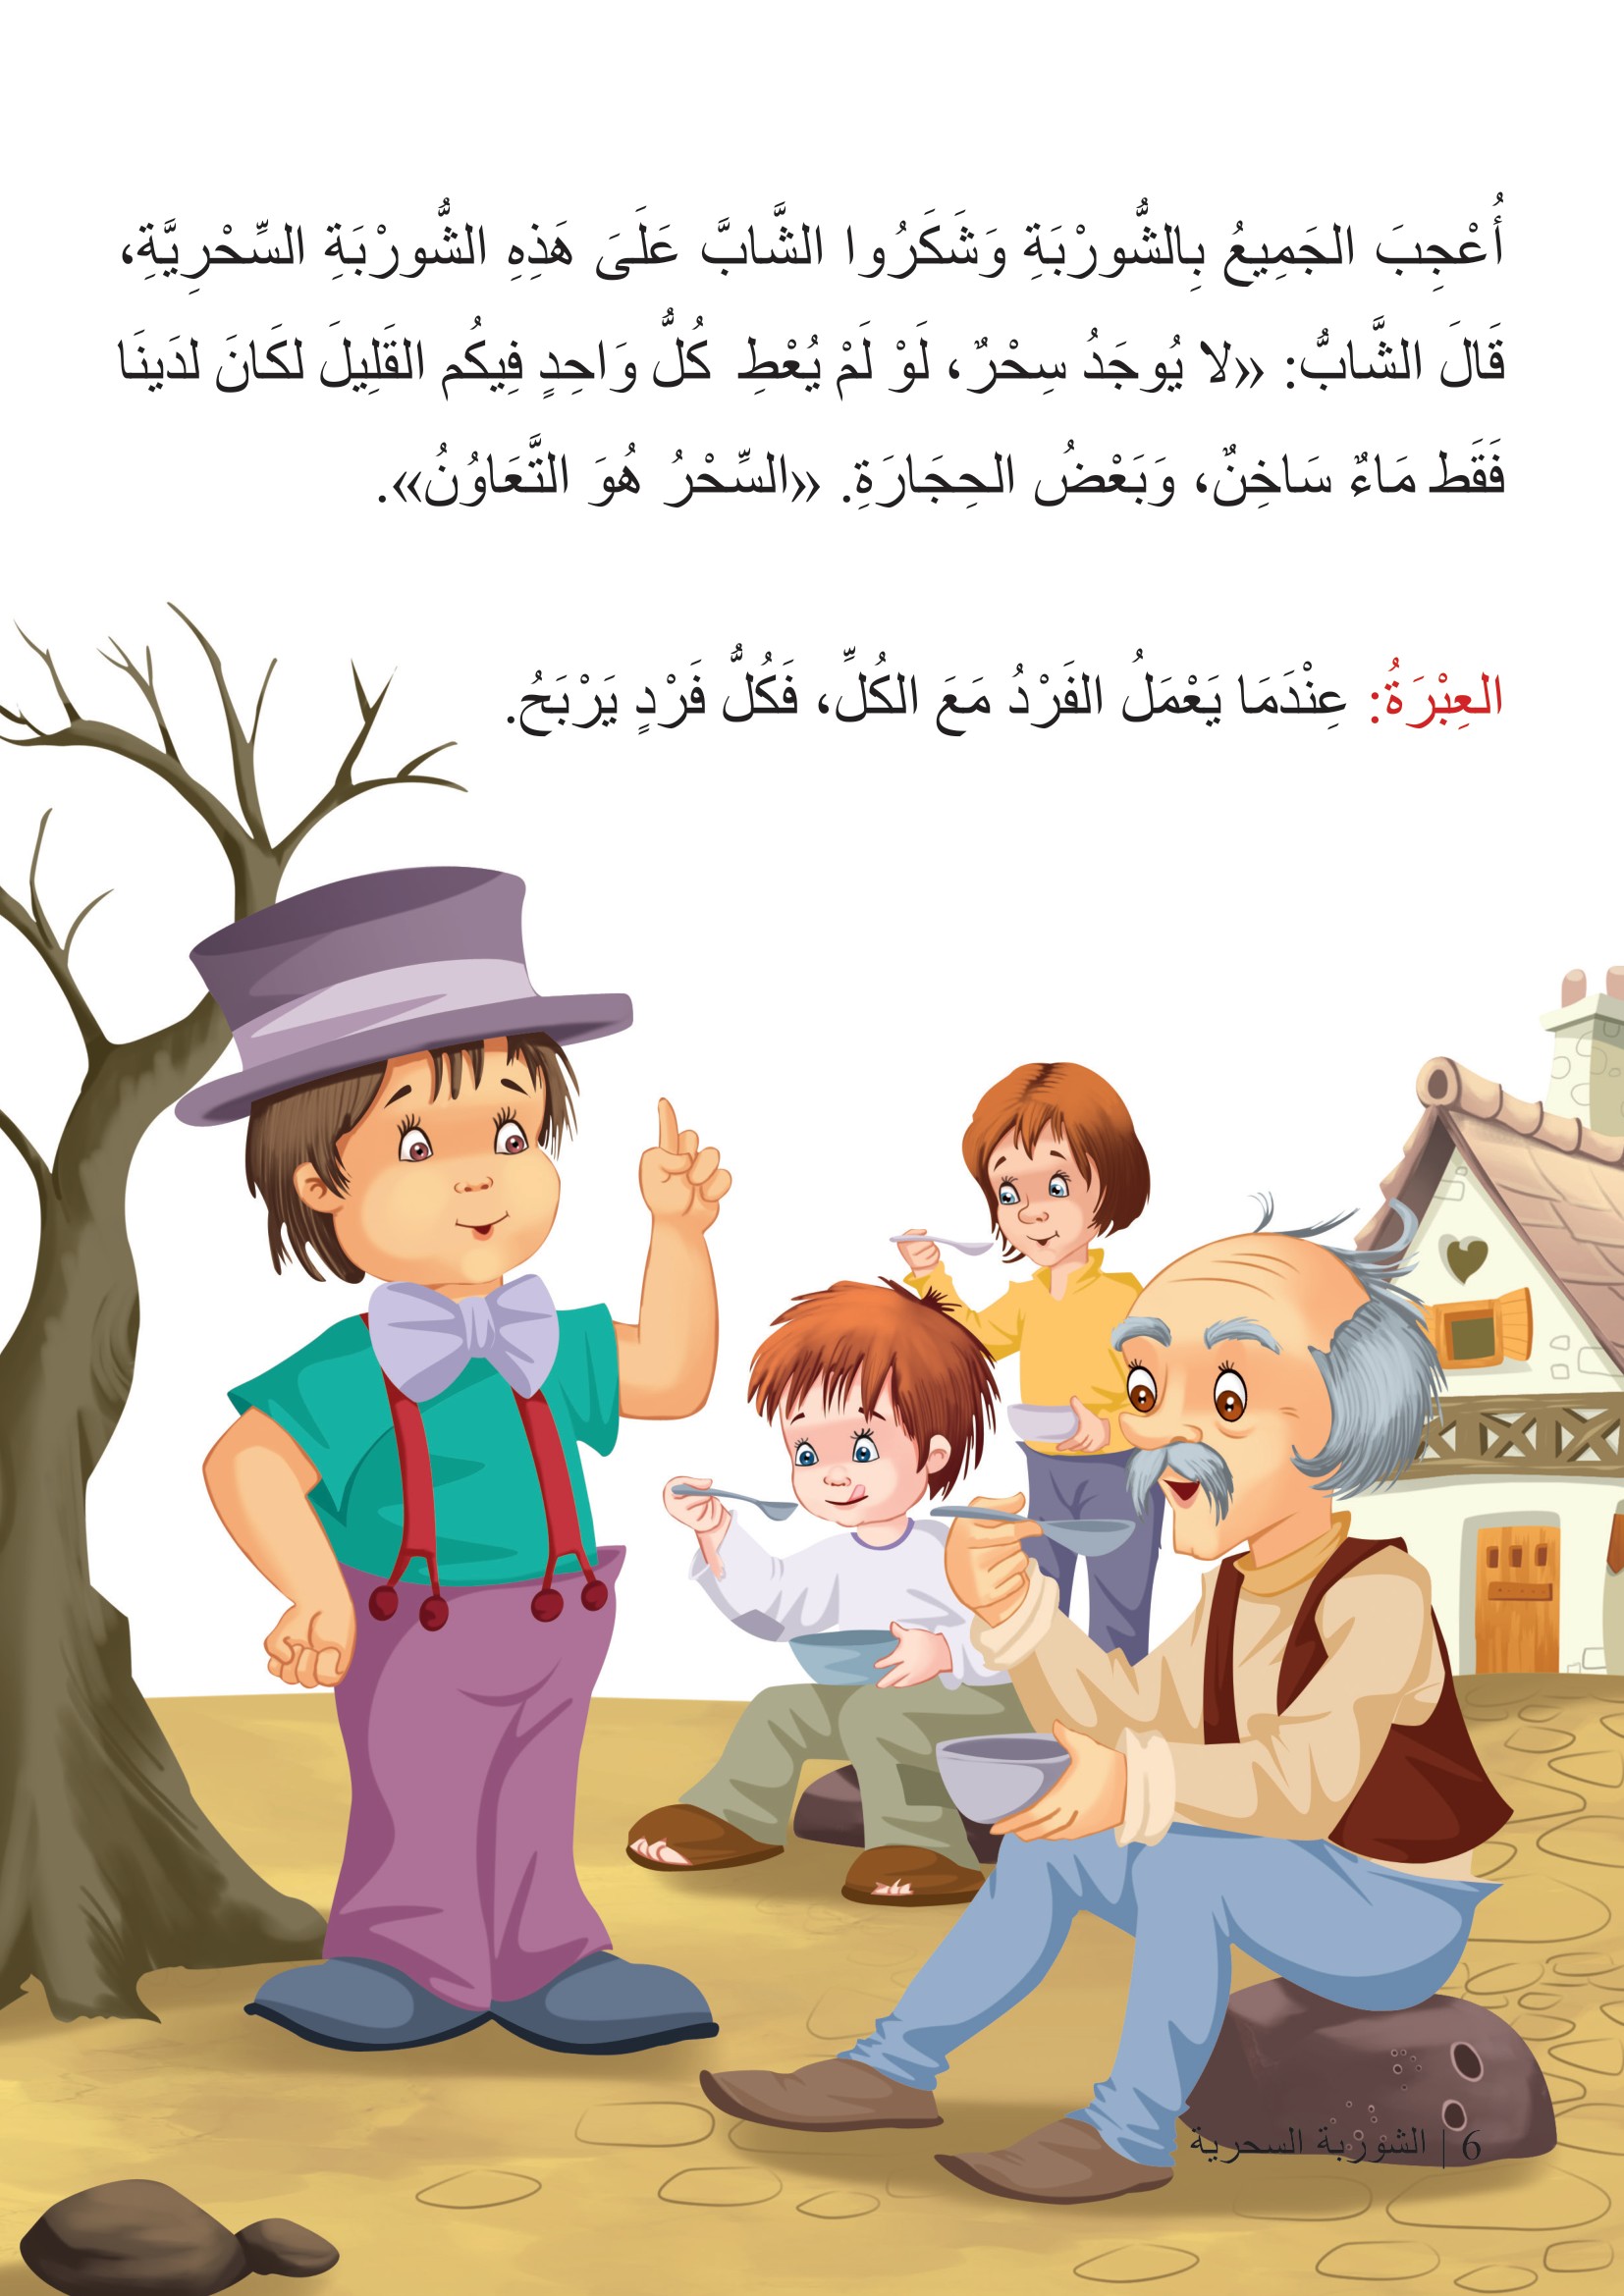 أُعْجِبَ الجَمِيعُ بِالشُّورْبَةِ وَشَكَرُوا الشَّابَّ عَلَىَ هَذِهِ الشُّورْبَةِ السِّحْرِيَّةِ،
قَالَ الشَّابُّ: «لا يُوجَدُ سِحْرٌ، لَوْ لَمْ يُعْطِ كُلُّ وَاحِدٍ فِيكُم القَلِيلَ لكَانَ لدَينَا
فَقَط مَاءٌ سَاخِنٌ، وَبَعْضُ الحِجَارَةِ. «السِّحْرُ هُوَ التَّعَاوُنُ».
العِبْرَةُ: عِنْدَمَا يَعْمَلُ الفَرْدُ مَعَ الكُلِّ، فَكُلُّ فَرْدٍ يَرْبَحُ.
6 | الشوربة السحرية